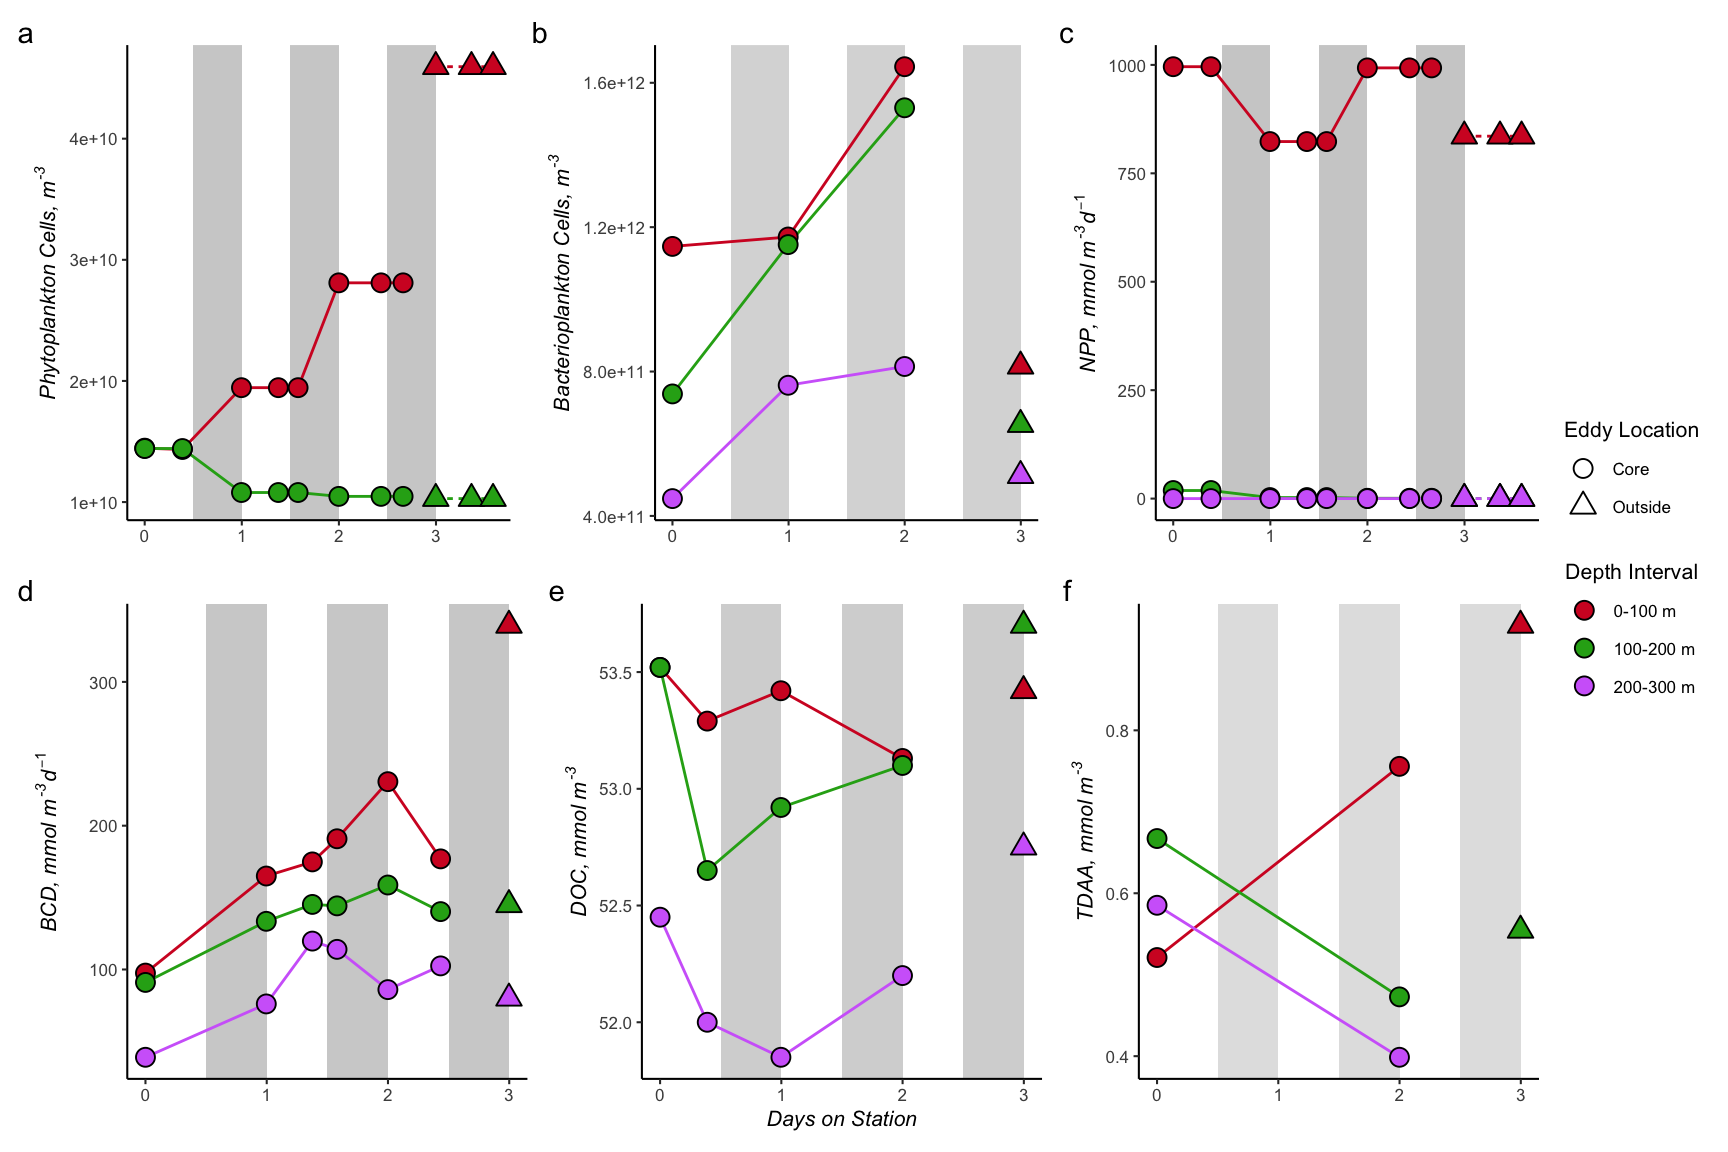 a
Phytoplankton Cells, m-3
4e+10
3e+10
2e+10
1e+10
0 1 2 3
b
Bacterioplankton Cells, m-3
1.6e+12
1.2e+12
8.0e+11
4.0e+11
0 1 2 3
c
NPP, mmol m-3d−1
1000
750
500
250
0
0 1 2 3
Eddy Location
Core
Outside
Depth Interval
0-100 m
100-200 m
200-300 m
d
BCD, mmol m-3d−1
300
200
100
0 1 2 3
e
DOC, mmol m-3
53.5
53.0
52.5
52.0
0 1 2 3
f
TDAA, mmol m-3
0.8
0.6
0.4
0 1 2 3
Days on Station